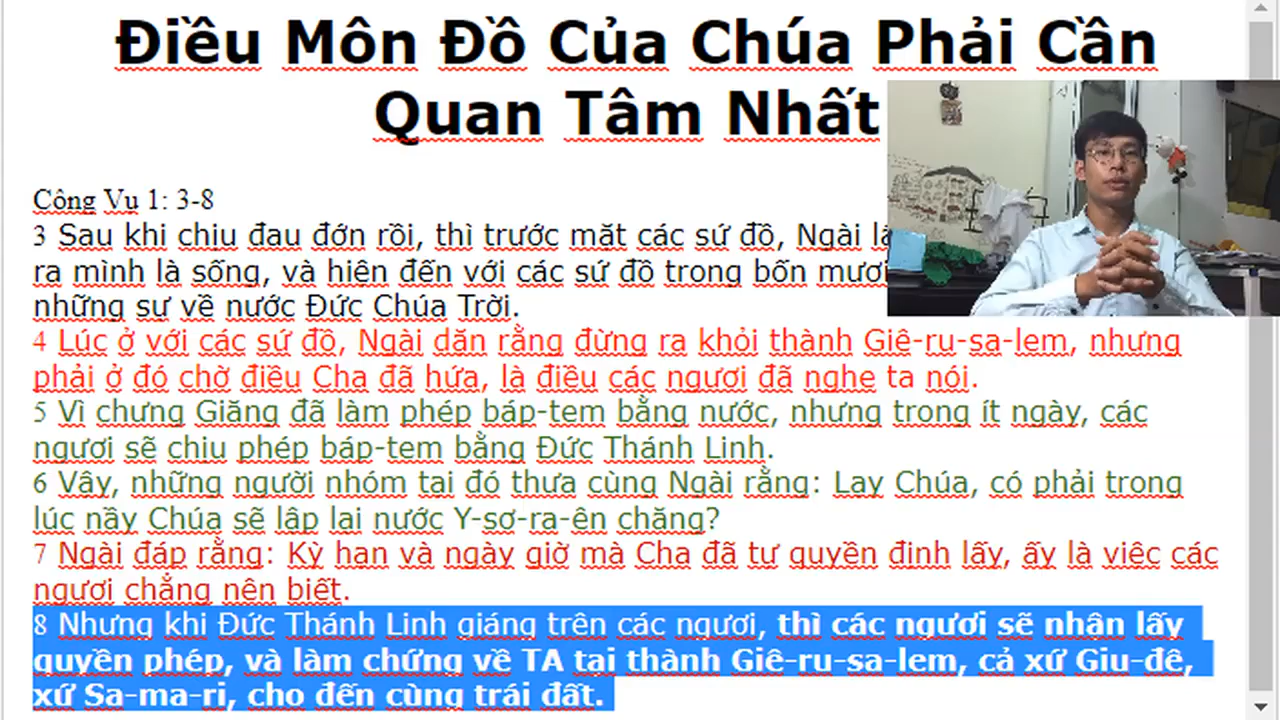 Điều Môn Đồ Của Chúa Phải Cần
Quan Tâm Nhất
Công Vụ 1: 3-8
3 Sau khi chịu đau đớn rồi, thì trước mặt các sứ đồ, Ngài
ra mình là sống, và hiện đến với các sứ đồ trong bốn
những sự về nước Đức Chúa Trời.
4 Lúc ở với các sứ đồ, Ngài dặn rằng đừng ra khỏi thành Giê-ru-sa-lem, nhưng
phải ở đó chờ điều Cha đã hứa, là điều các ngươi đã nghe ta nói.
5 Vì chưng Giăng đã làm phép báp-tem bằng nước, nhưng trong ít ngày, các
ngươi sẽ chịu phép báp-tem bằng Đức Thánh Linh.
6 Vậy, những người nhóm tại đó thưa cùng Ngài rằng: Lạy Chúa, có phải trong
lúc nầy Chúa sẽ lập lại nước Y-sơ-ra-ên chăng?
7 Ngài đáp rằng: Kỳ hạn và ngày giờ mà Cha đã tự quyền định lấy, ấy là việc các
ngươi chẳng nên biết.
8 Nhưng khi Đức Thánh Linh giáng trên các ngươi, thì các ngươi sẽ nhận lấy
quyền phép, và làm chứng về TA tại thành Giê-ru-sa-lem, cả xứ Giu-đê,
xứ Sa-ma-ri, cho đến cùng trái đất.